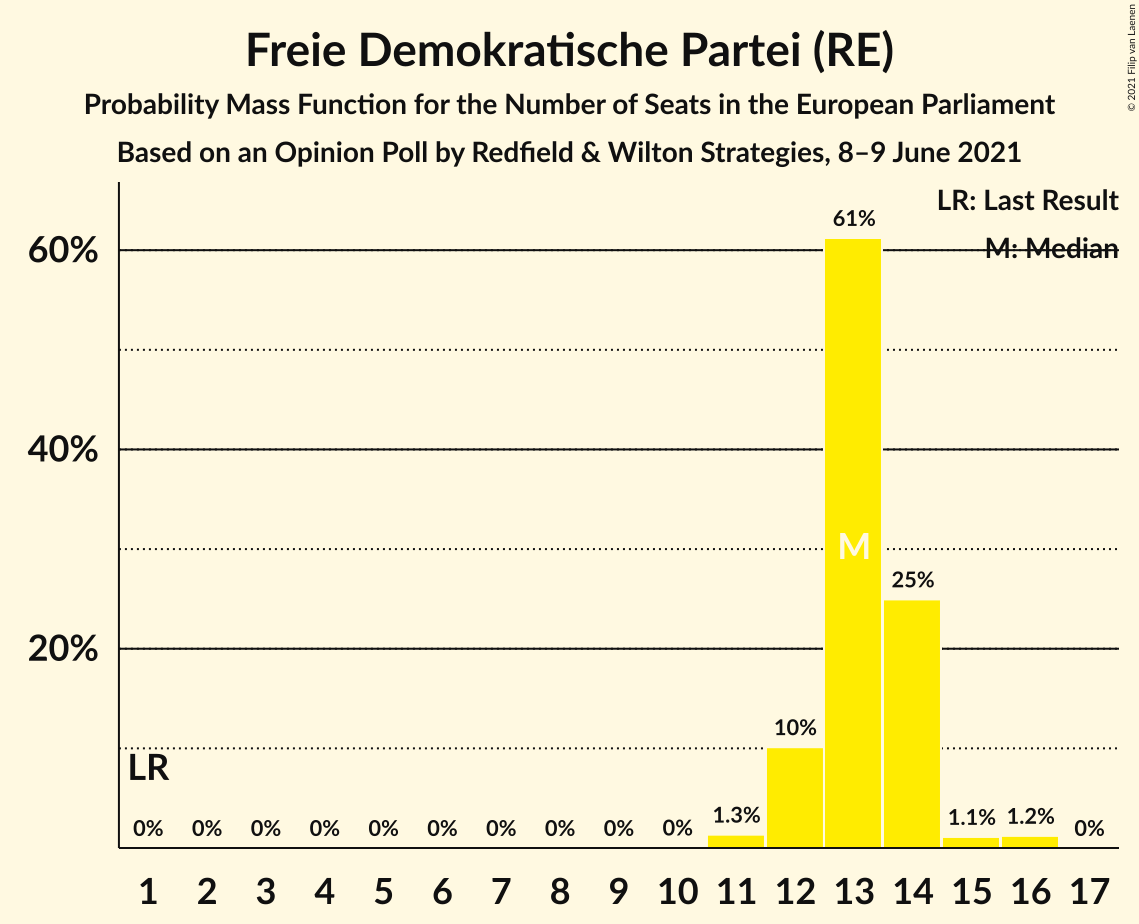 Freie Demokratische Partei (RE)
Probability Mass Function for the Number of Seats in the European Parliament
Based on an Opinion Poll by Redfield & Wilton Strategies, 8–9 June 2021
© 2021 Filip van Laenen
LR: Last Result
M: Median
60%
40%
20%
61%
M
25%
10%
LR
0% 0% 0% 0% 0% 0% 0% 0% 0% 0% 1.3% 1.1% 1.2% 0%
1 2 3 4 5 6 7 8 9 10 11 12 13 14 15 16 17